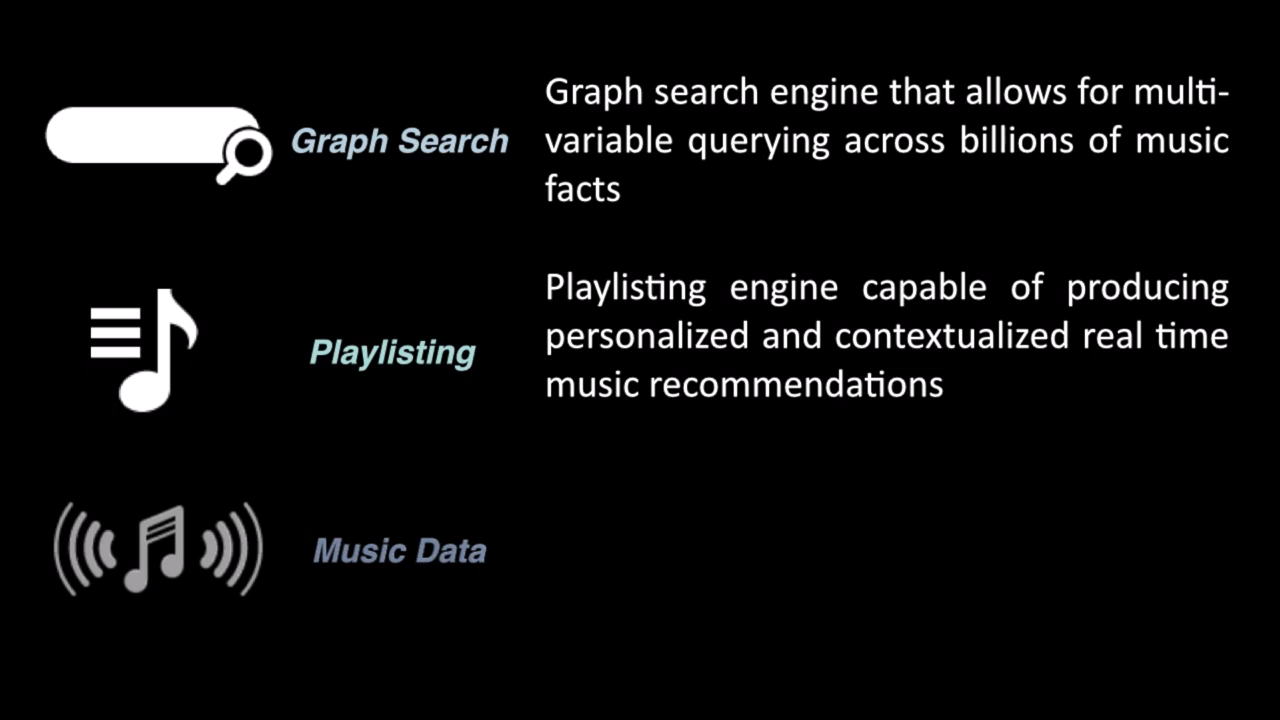 Graph Search
Graph search engine that allows for multi-
variable querying across billions of music
facts
Playlisting
Playlisting engine capable of producing
personalized and contextualized real time
music recommendations
Music Data